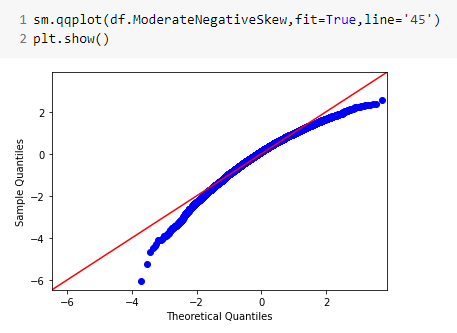 1 sm.qqplot(df.ModerateNegativeSkew,fit=True,line='45')
2 plt.show()
2
0
−2
−4
−6
Sample Quantiles
−6 −4 −2 0 2
Theoretical Quantiles